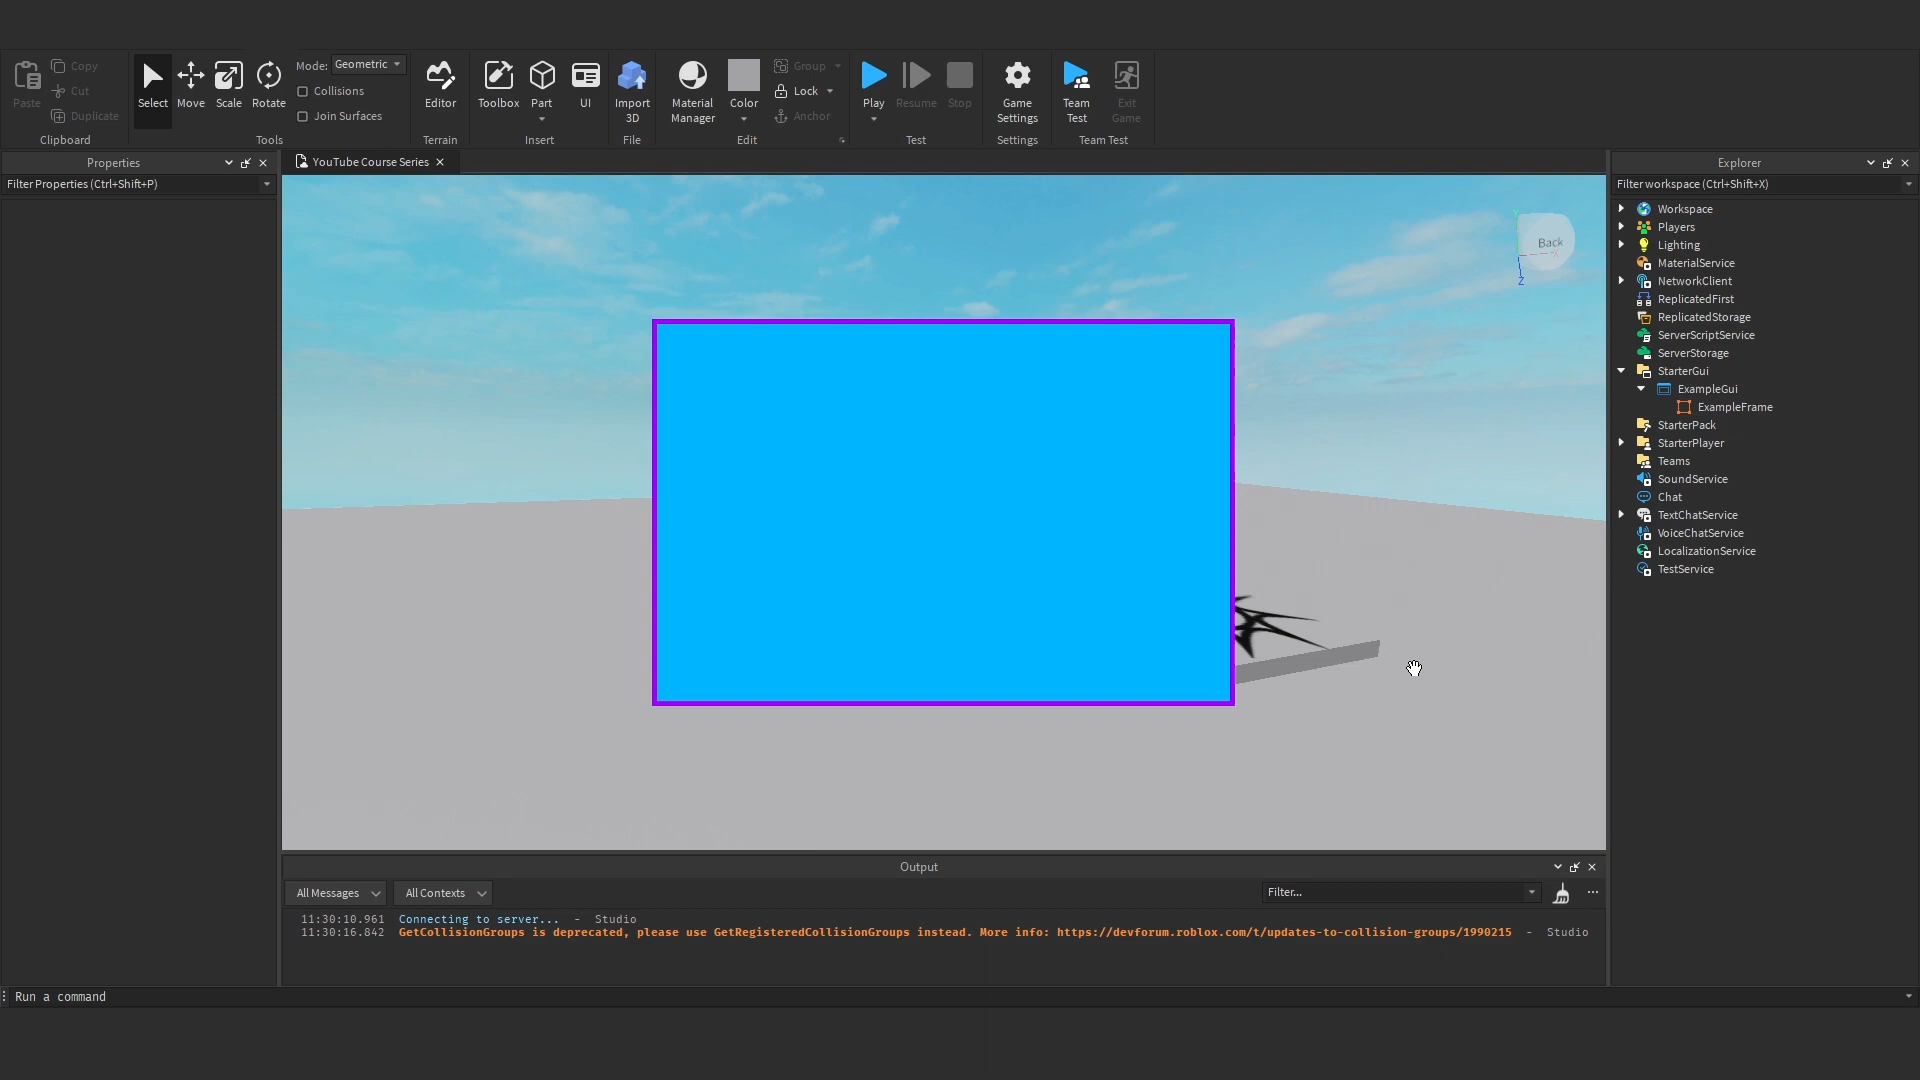 Paste
Copy
Cut
Duplicate
Clipboard
Select
Move
Scale
Rotate
Mode: Geometric
Collisions
Join Surfaces
Tools
Editor
Terrain
Toolbox
Part
UI
Insert
Import
3D
File
Material
Manager
Color
Group
Lock
Anchor
Edit
Play
Resume
Stop
Test
Game
Settings
Settings
Team
Test
Exit
Game
Team Test
Properties
Filter Properties (Ctrl+Shift+P)
YouTube Course Series
Y
Back
X
Z
Explorer
Filter workspace (Ctrl+Shift+X)
Workspace
Players
Lighting
MaterialService
NetworkClient
ReplicatedFirst
ReplicatedStorage
ServerScriptService
ServerStorage
StarterGui
ExampleGui
ExampleFrame
StarterPack
StarterPlayer
Teams
SoundService
Chat
TextChatService
VoiceChatService
LocalizationService
TestService
Output
All Messages
All Contexts
Filter...
11:30:10.961 Connecting to server... - Studio
11:30:16.842 GetCollisionGroups is deprecated, please use GetRegisteredCollisionGroups instead. More info: https://devforum.roblox.com/t/updates-to-collision-groups/1990215 - Studio
Run a command